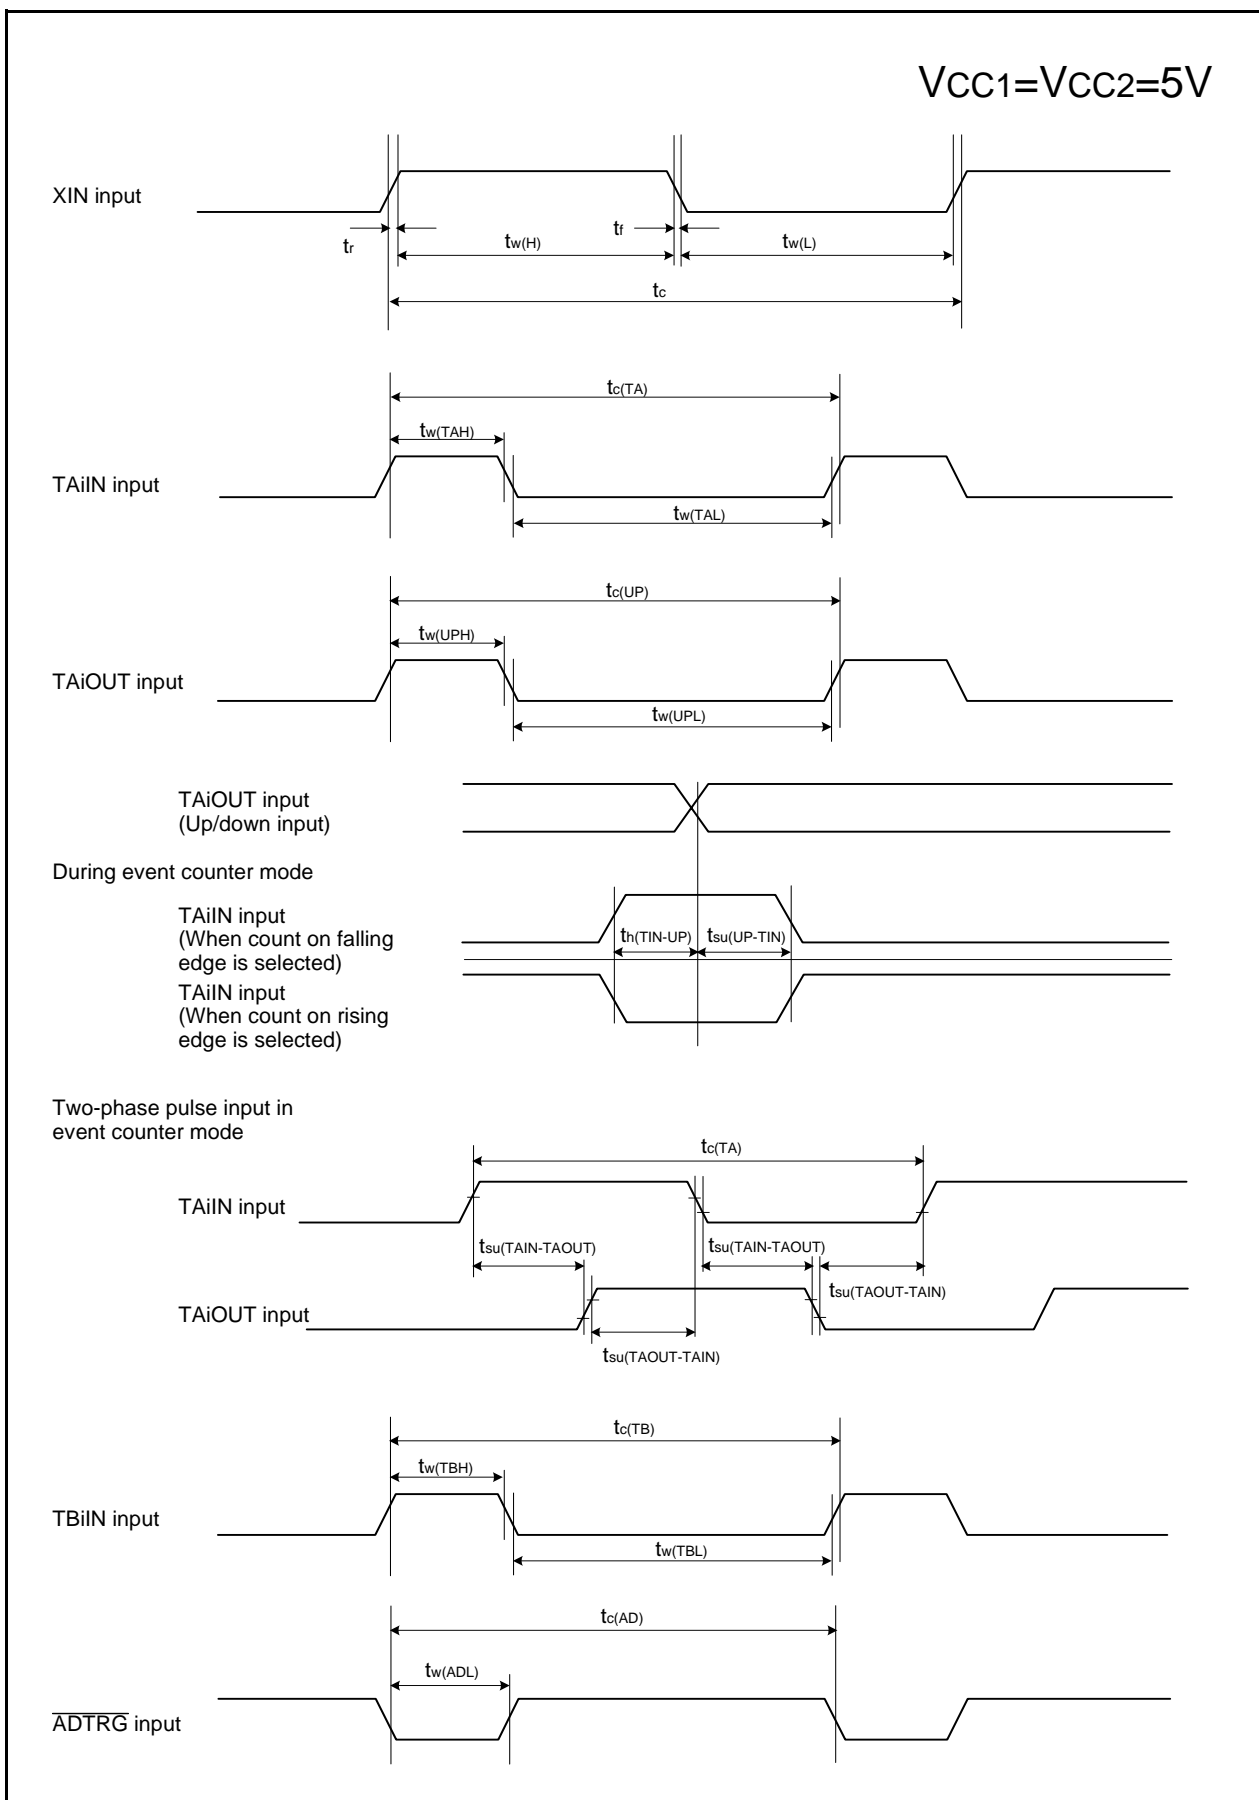 VCC1=VCC2=5V
XIN input
tr
tw(H)
tf
tw(L)
tc
tc(TA)
tw(TAH)
TAiIN input
tw(TAL)
tc(UP)
tw(UPH)
TAiOUT input
tw(UPL)
TAiOUT input
(Up/down input)
During event counter mode
TAiIN input
(When count on falling
edge is selected)
th(TIN-UP)
tsu(UP-TIN)
TAiIN input
(When count on rising
edge is selected)
Two-phase pulse input in
event counter mode
tc(TA)
TAiIN input
tsu(TAIN-TAOUT)
tsu(TAIN-TAOUT)
tsu(TAOUT-TAIN)
TAiOUT input
tsu(TAOUT-TAIN)
tc(TB)
tw(TBH)
TBiIN input
tw(TBL)
tc(AD)
tw(ADL)
ADTRG input